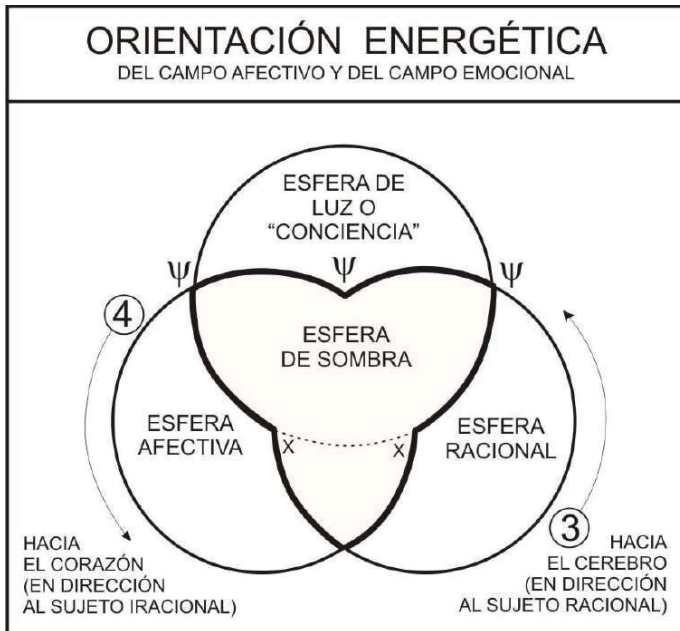 ORIENTACIÓN ENERGÉTICA
DEL CAMPO AFECTIVO Y DEL CAMPO EMOCIONAL
ESFERA DE
LUZ O
“CONCIENCIA”
Ψ Ψ Ψ
4
ESFERA
DE SOMBRA
ESFERA
AFECTIVA
ESFERA
RACIONAL
x x
3
HACIA
EL CORAZÓN
(EN DIRECCIÓN
AL SUJETO IRACIONAL)
HACIA
EL CEREBRO
(EN DIRECCIÓN
AL SUJETO RACIONAL)